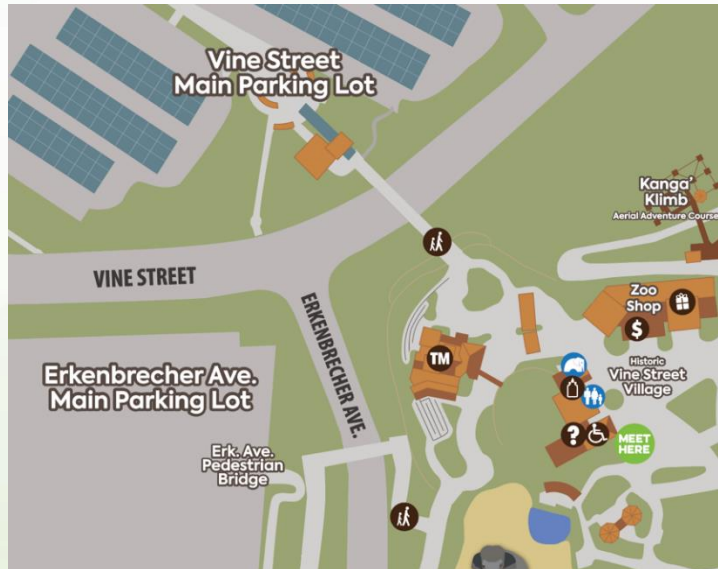 Vine Street
Main Parking Lot
Kanga'
Klimb
Aerial Adventure Course
VINE STREET
ERKENBRECHER AVE.
Zoo
Shop
$
TM
Historic
Vine Street
Village
Erkenbrecher Ave.
Main Parking Lot
?
MEET
HERE
Erk. Ave.
Pedestrian
Bridge